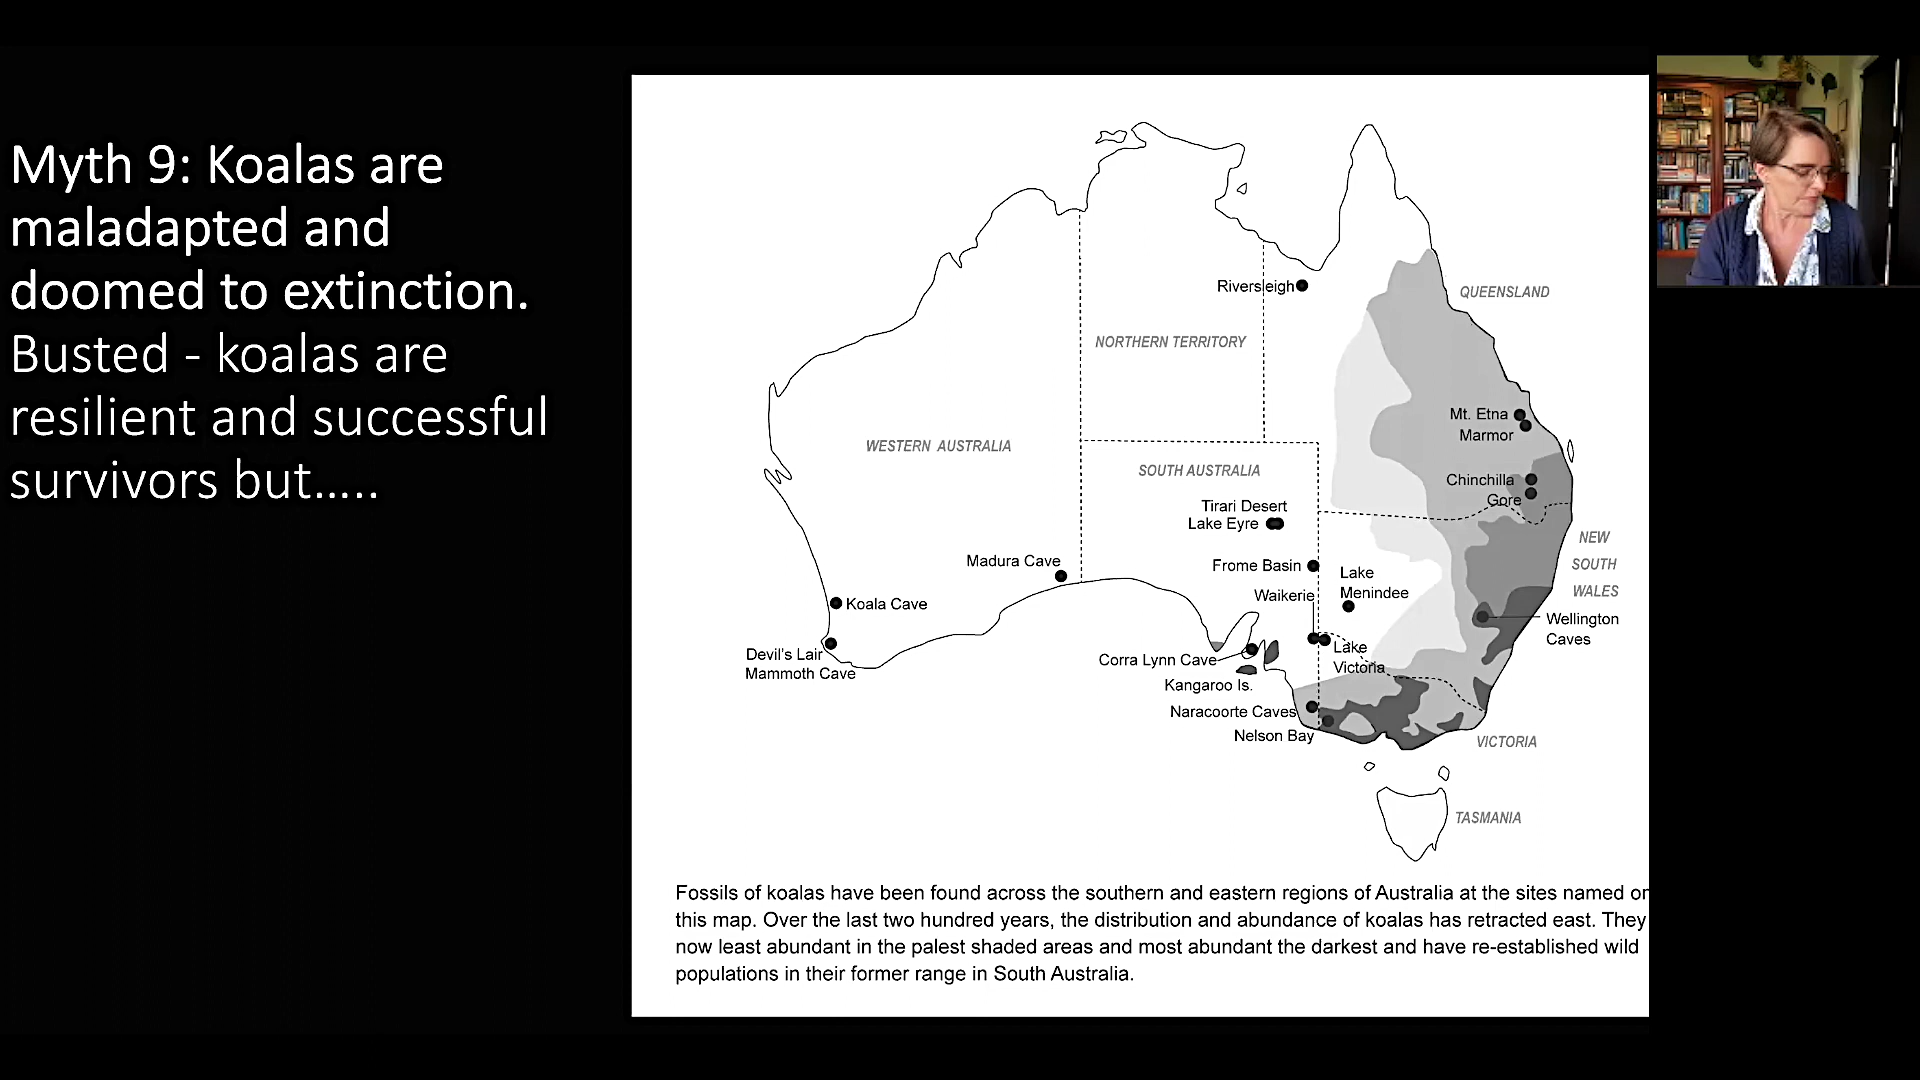 Myth 9: Koalas are
maladapted and
doomed to extinction.
Busted - koalas are
resilient and successful
survivors but.....
Riversleigh
QUEENSLAND
NORTHERN TERRITORY
Mt. Etna
Marmor
WESTERN AUSTRALIA
SOUTH AUSTRALIA
Chinchilla
Gore
Tirari Desert
Lake Eyre
NEW
SOUTH
WALES
Madura Cave
Frome Basin
Lake
Menindee
Waikerie
Koala Cave
Wellington
Caves
Devil's Lair
Mammoth Cave
Lake
Victoria
Corra Lynn Cave
Kangaroo Is.
Naracoorte Caves
Nelson Bay
VICTORIA
TASMANIA
Fossils of koalas have been found across the southern and eastern regions of Australia at the sites named on
this map. Over the last two hundred years, the distribution and abundance of koalas has retracted east. They
now least abundant in the palest shaded areas and most abundant the darkest and have re-established wild
populations in their former range in South Australia.